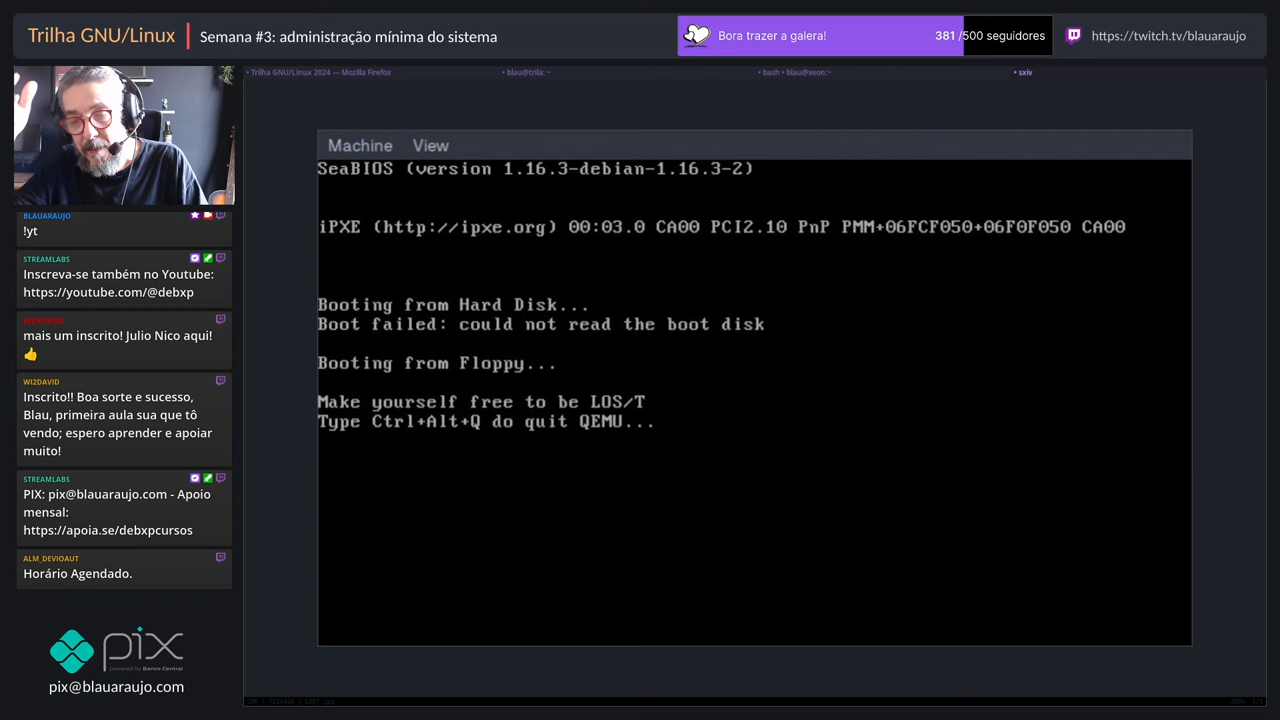 Trilha GNU/Linux
Semana #3: administração mínima do sistema
Bora trazer a galera!
381 /500 seguidores
https://twitch.tv/blauaraujo
• Trilha GNU/Linux 2024 — Mozilla Firefox
• blau@trila: ~
• bash • blau@xeon:~
• sxiv
BLAUARAUJO
!yt
STREAMLABS
Inscreva-se também no Youtube:
https://youtube.com/@debxp
mais um inscrito! Julio Nico aqui!
👍
WI2DAVID
Inscrito!! Boa sorte e sucesso,
Blau, primeira aula sua que tô
vendo; espero aprender e apoiar
muito!
STREAMLABS
PIX: pix@blauaraujo.com - Apoio
mensal:
https://apoia.se/debxpcursos
ALM_DEVIOAUT
Horário Agendado.
pix
powered by Banco Central
pix@blauaraujo.com
Machine View
SeaBIOS (version 1.16.3-debian-1.16.3-2)
iPXE (http://ipxe.org) 00:03.0 CA00 PCI2.10 PnP PMM+06FCF050+06F0F050 CA00
Booting from Hard Disk...
Boot failed: could not read the boot disk
Booting from Floppy...
Make yourself free to be LOS/T
Type Ctrl+Alt+Q do quit QEMU...